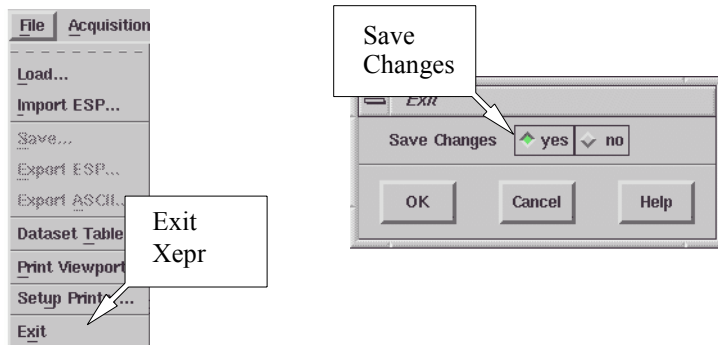 File Acquisition
Load...
Import ESP...
Save...
Export ESP...
Export ASCII...
Dataset Table
Print Viewport
Setup Printer...
Exit
Exit
Xepr
Save
Changes
Exit
Save Changes yes no
OK Cancel Help